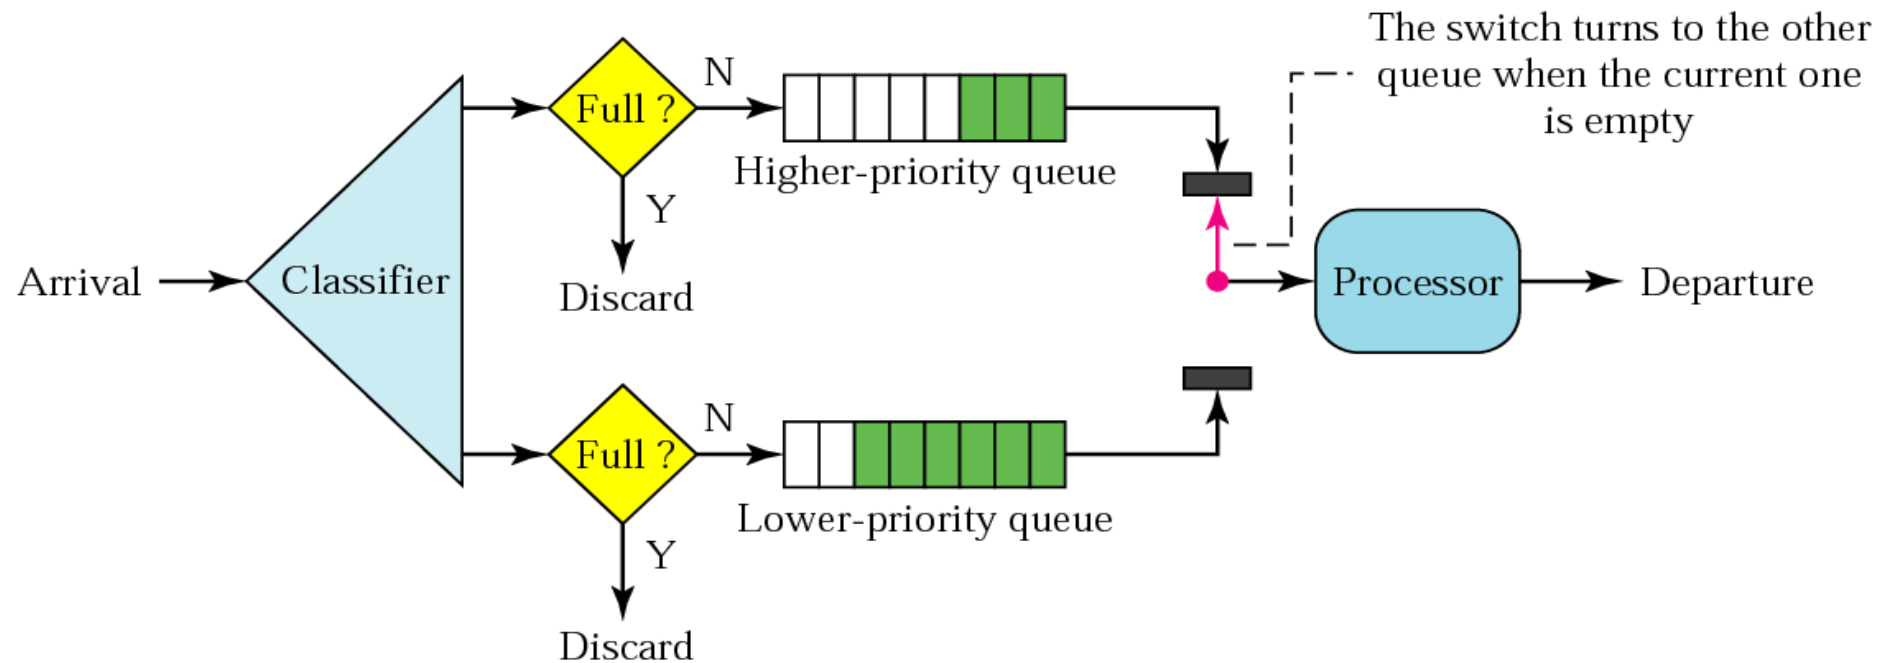 The switch turns to the other
queue when the current one
is empty
Arrival
Classifier
Full ?
N
Y
Discard
Higher-priority queue
Full ?
N
Y
Discard
Lower-priority queue
Processor
Departure